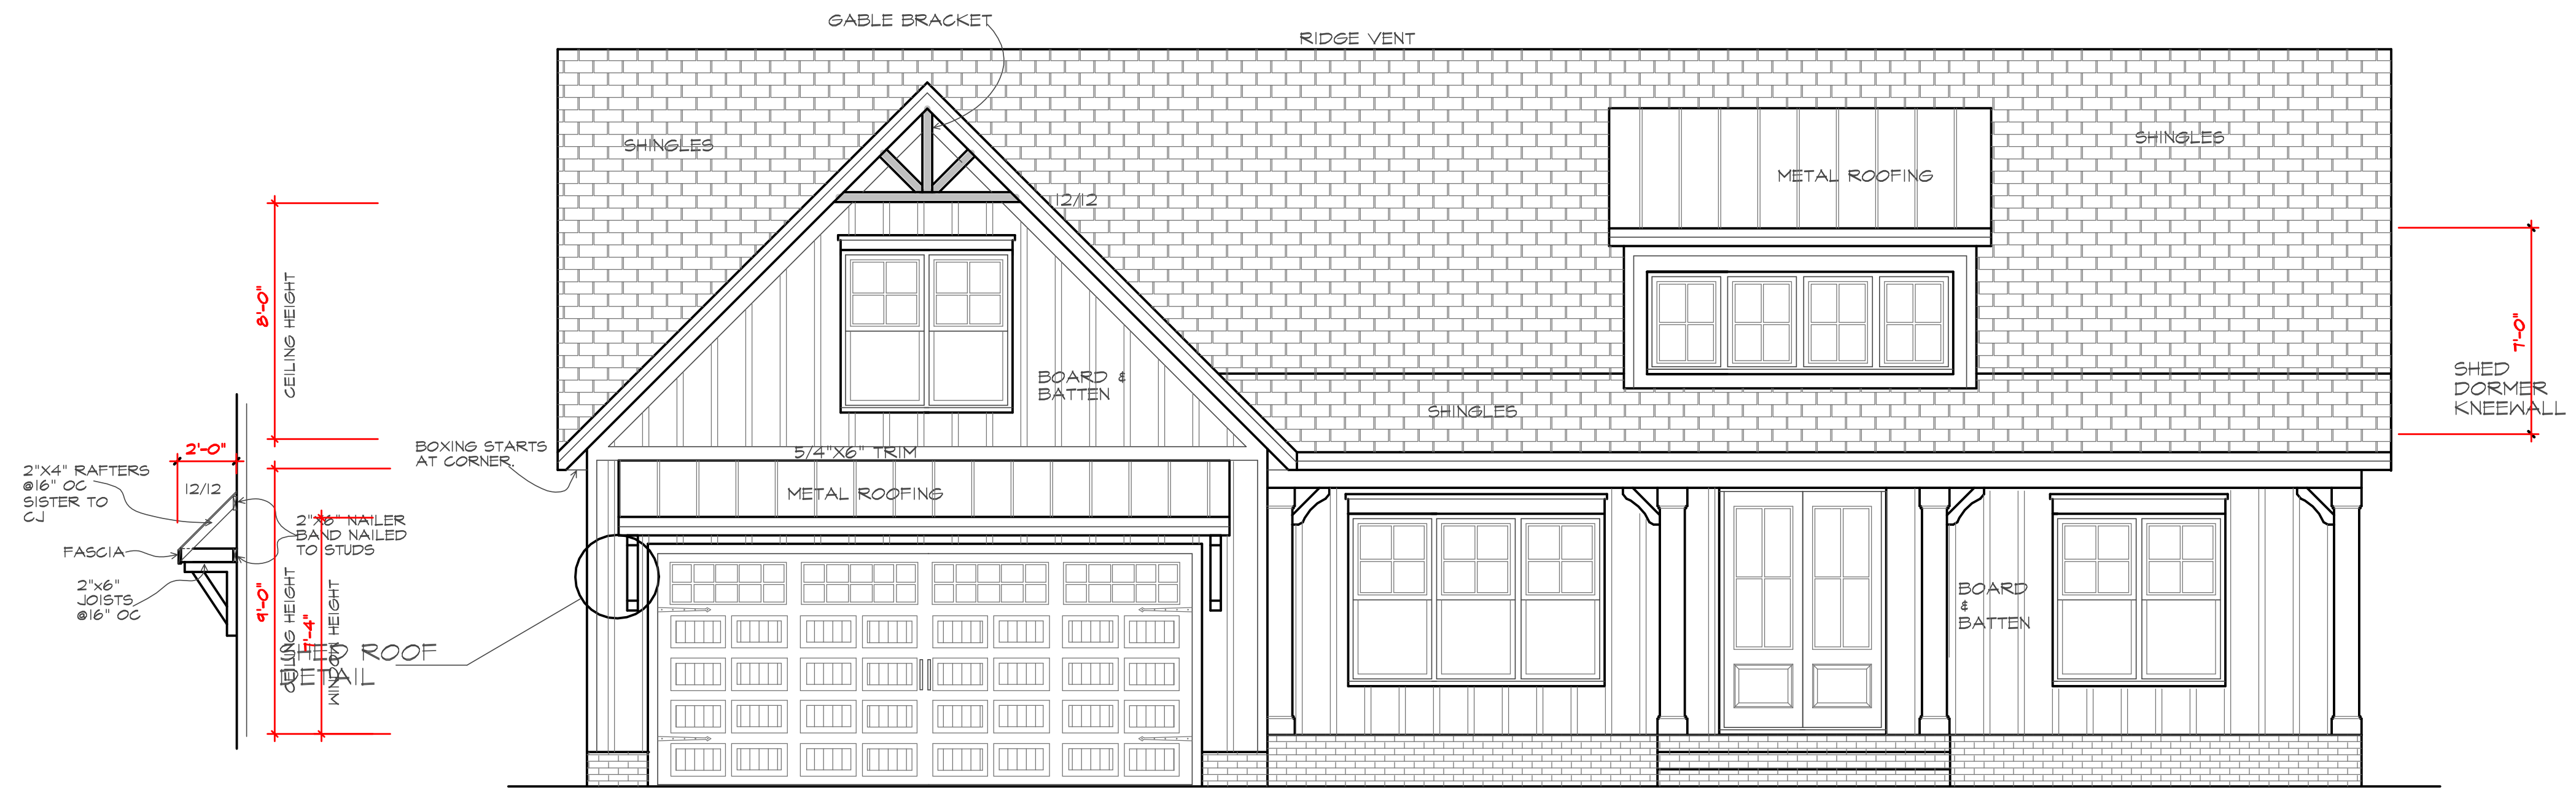 GABLE BRACKET
RIDGE VENT
SHINGLES
SHINGLES
METAL ROOFING
12/12
8'-0"
CEILING HEIGHT
7'-0"
SHED
DORMER
KNEEWALL
BOARD &
BATTEN
SHINGLES
BOXING STARTS
AT CORNER.
5/4"X6" TRIM
METAL ROOFING
2'-0"
2"X4" RAFTERS
@16" OC
SISTER TO
CJ
12/12
2"X6" NAILER
BAND NAILED
TO STUDS
FASCIA
2"x6"
JOISTS
@16" OC
9'-0"
CEILING HEIGHT
WINDOW HEIGHT
SHED ROOF
DETAIL
BOARD
&
BATTEN